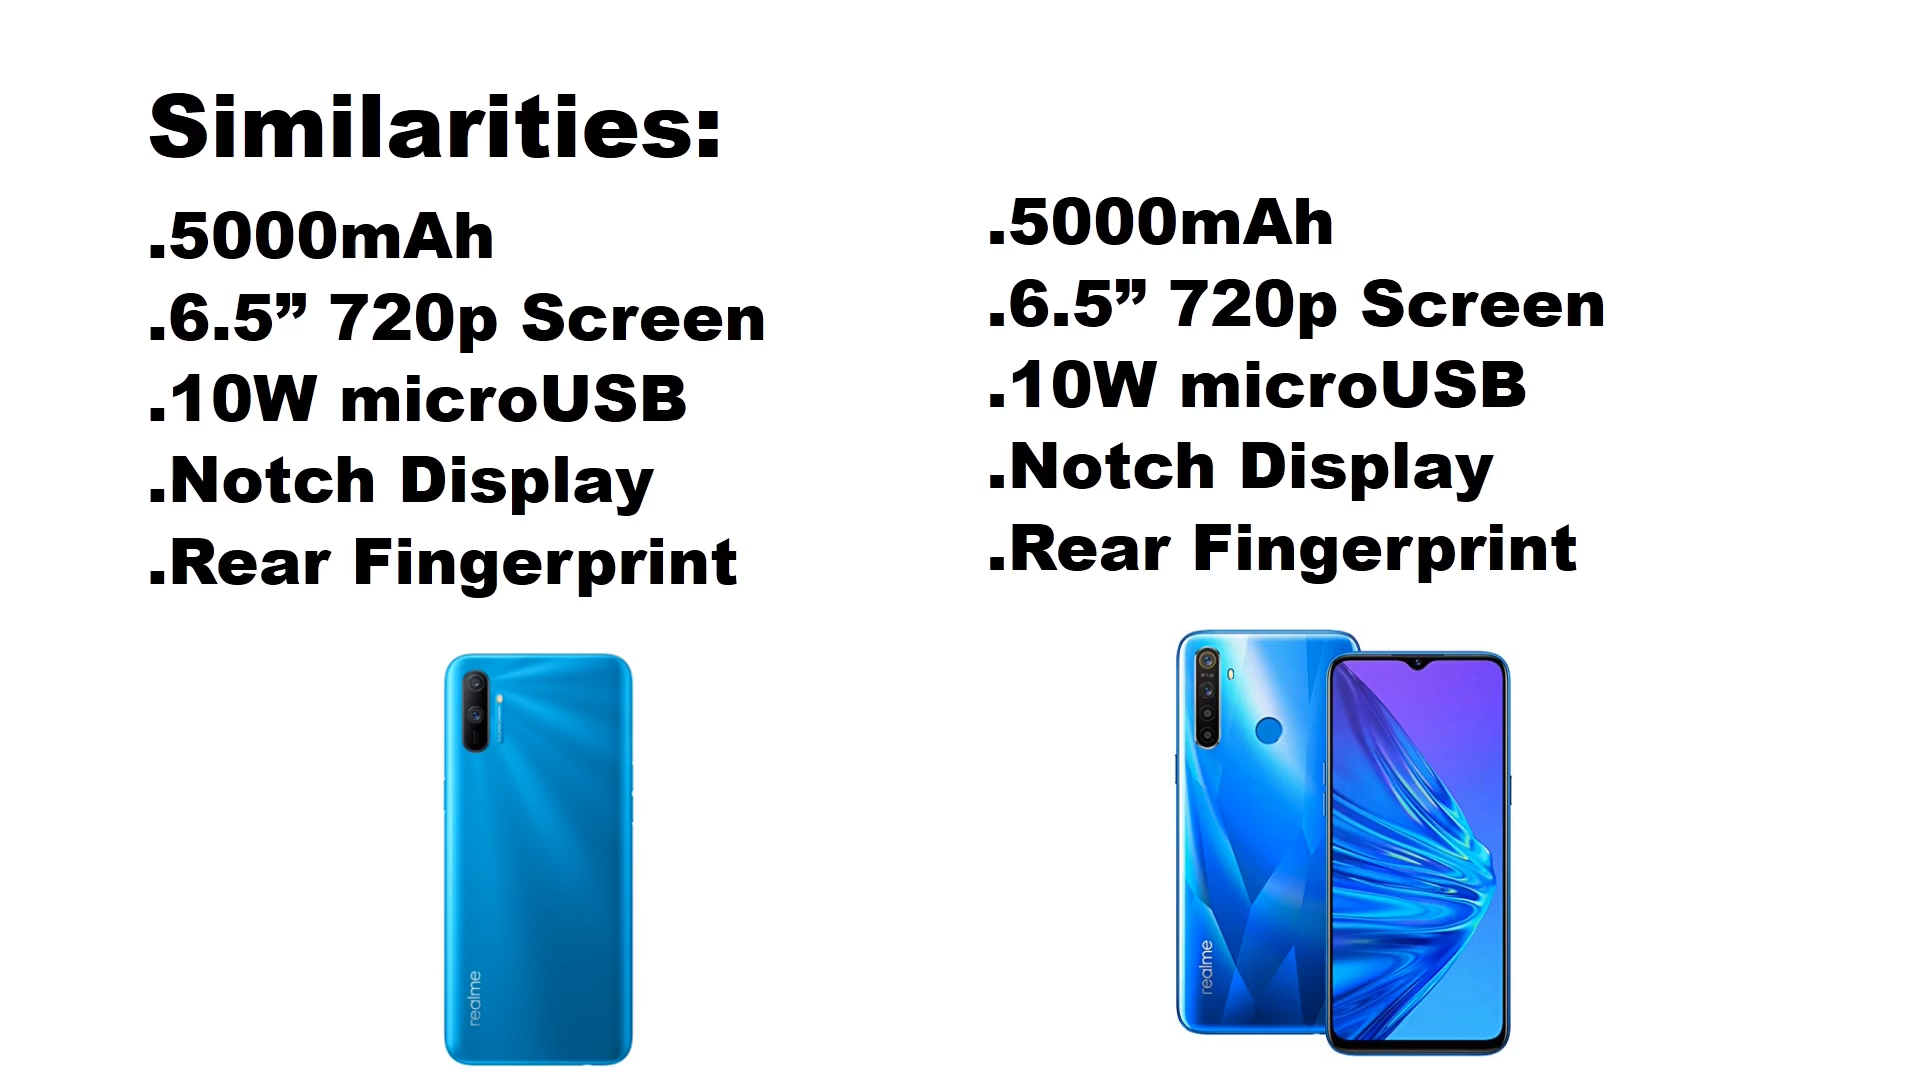 Similarities:
.5000mAh
.6.5” 720p Screen
.10W microUSB
.Notch Display
.Rear Fingerprint
.5000mAh
.6.5” 720p Screen
.10W microUSB
.Notch Display
.Rear Fingerprint
realme
realme